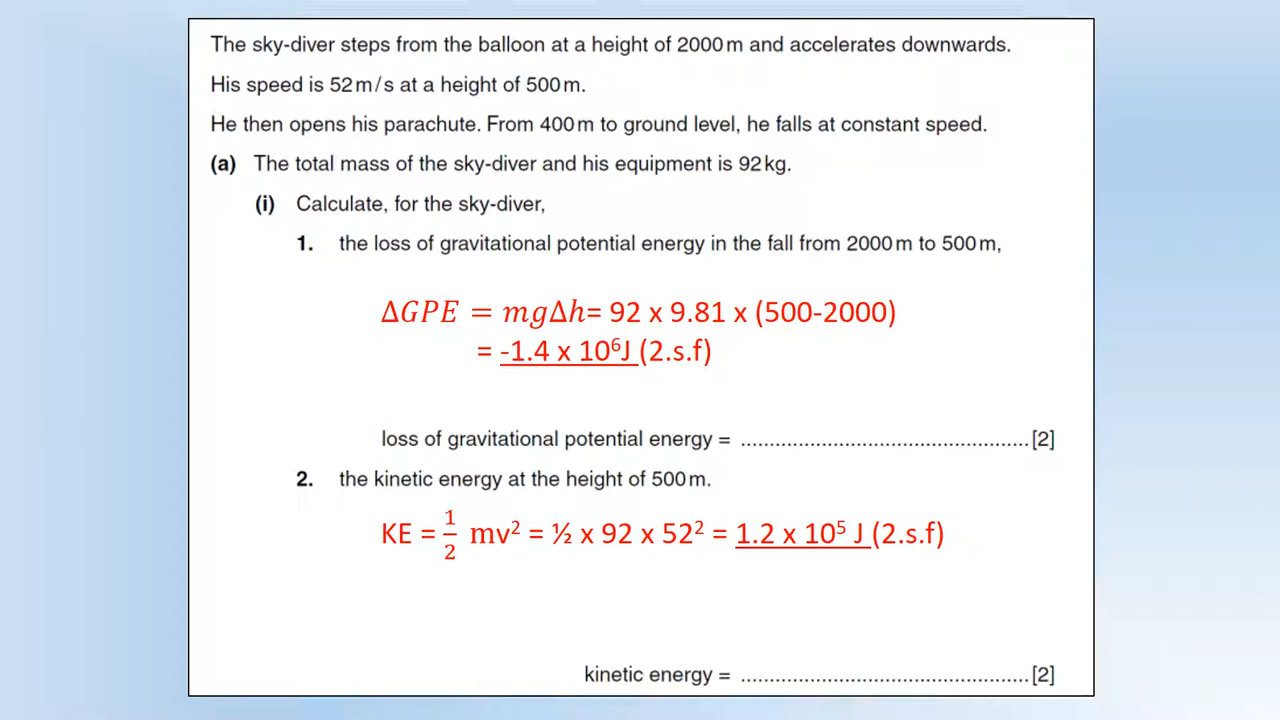 The sky-diver steps from the balloon at a height of 2000 m and accelerates downwards.
His speed is 52 m/s at a height of 500 m.
He then opens his parachute. From 400 m to ground level, he falls at constant speed.
(a) The total mass of the sky-diver and his equipment is 92 kg.
(i) Calculate, for the sky-diver,
1. the loss of gravitational potential energy in the fall from 2000 m to 500 m,
ΔGPE = mgΔh= 92 x 9.81 x (500-2000)
= -1.4 x 10⁶J (2.s.f)
loss of gravitational potential energy = ................................................. [2]
2. the kinetic energy at the height of 500 m.
KE = 1/2 mv² = ½ x 92 x 52² = 1.2 x 10⁵ J (2.s.f)
kinetic energy = ................................................. [2]